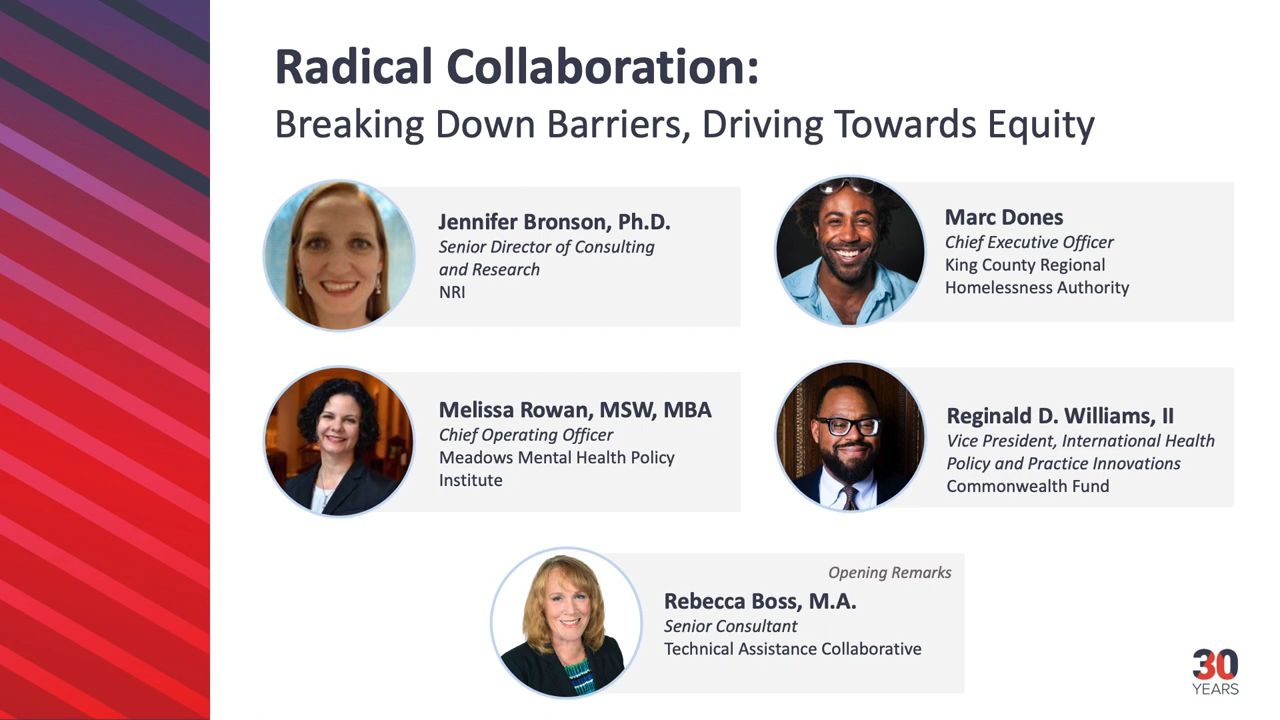 Radical Collaboration:
Breaking Down Barriers, Driving Towards Equity
Jennifer Bronson, Ph.D.
Senior Director of Consulting
and Research
NRI
Marc Dones
Chief Executive Officer
King County Regional
Homelessness Authority
Melissa Rowan, MSW, MBA
Chief Operating Officer
Meadows Mental Health Policy
Institute
Reginald D. Williams, II
Vice President, International Health
Policy and Practice Innovations
Commonwealth Fund
Opening Remarks
Rebecca Boss, M.A.
Senior Consultant
Technical Assistance Collaborative
30
YEARS